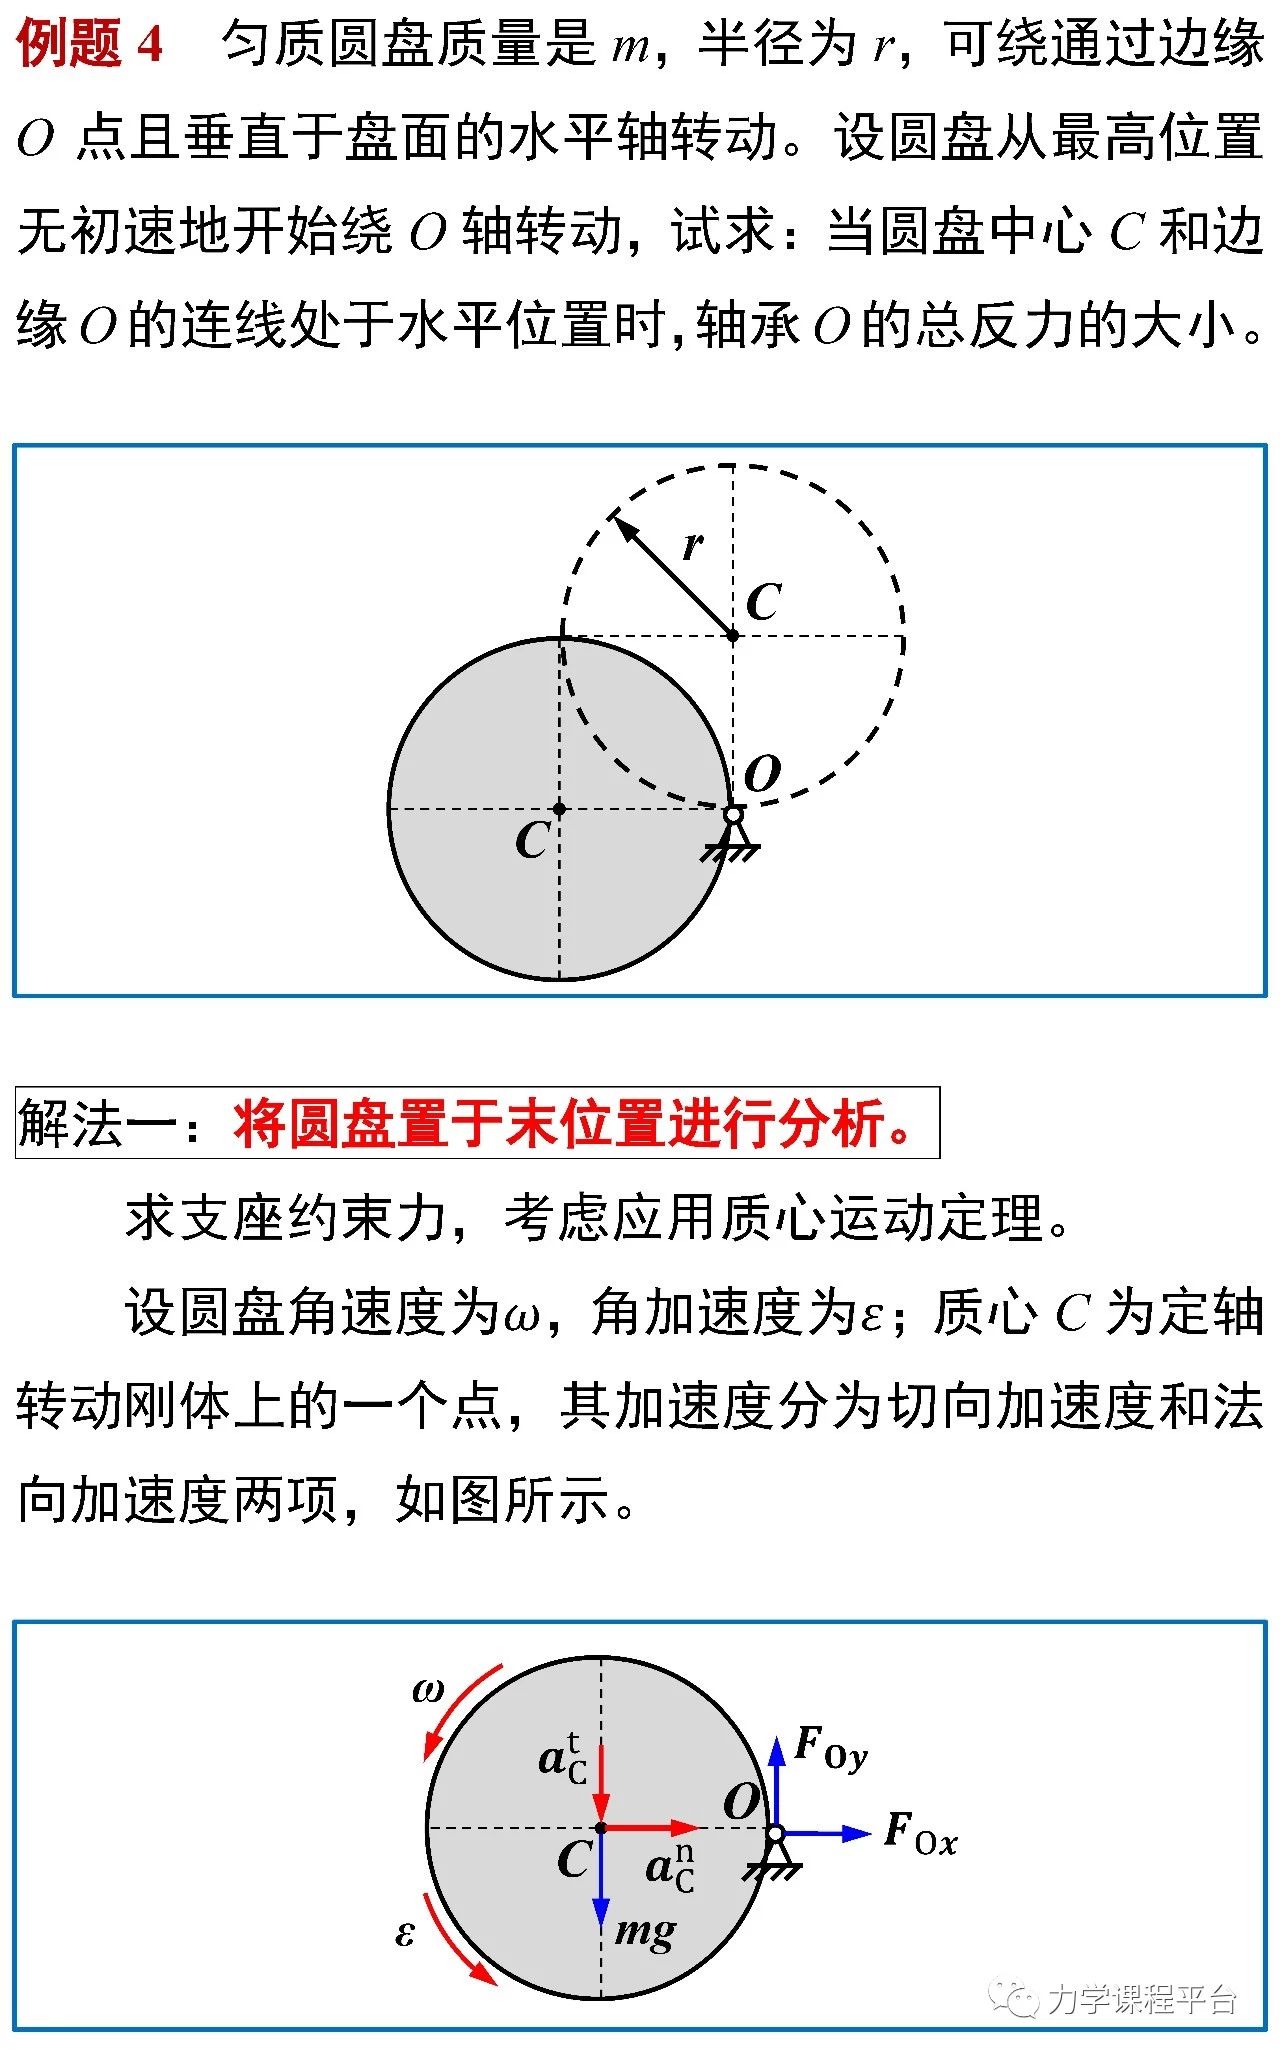 例题 4 匀质圆盘质量是 m，半径为 r，可绕通过边缘
O 点且垂直于盘面的水平轴转动。设圆盘从最高位置
无初速地开始绕 O 轴转动，试求：当圆盘中心 C 和边
缘 O 的连线处于水平位置时,轴承 O 的总反力的大小。
r
C
O
C
解法一：将圆盘置于末位置进行分析。
求支座约束力，考虑应用质心运动定理。
设圆盘角速度为ω，角加速度为ε；质心 C 为定轴
转动刚体上的一个点，其加速度分为切向加速度和法
向加速度两项，如图所示。
ω
a_C^t
F_Oy
O
F_Ox
C
a_C^n
ε
mg
力学课程平台